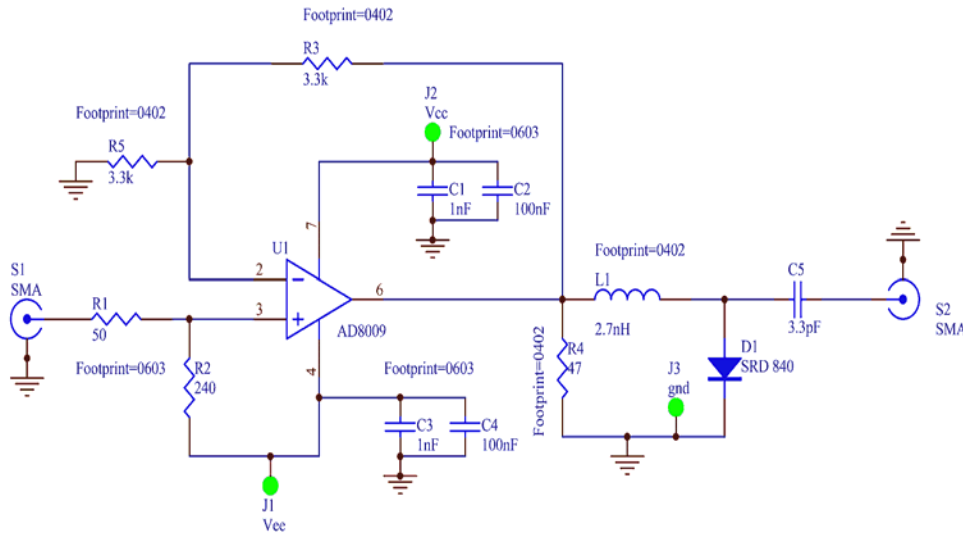 Footprint=0402
R3
3.3k
J2
Vcc
Footprint=0402
Footprint=0603
R5
3.3k
C1
1nF
C2
100nF
7
U1
2
6
3
4
AD8009
S1
SMA
R1
50
Footprint=0603
R2
240
Footprint=0603
C3
1nF
C4
100nF
J1
Vee
Footprint=0402
L1
2.7nH
C5
3.3pF
S2
SMA
Footprint=0402
R4
47
D1
SRD 840
J3
gnd